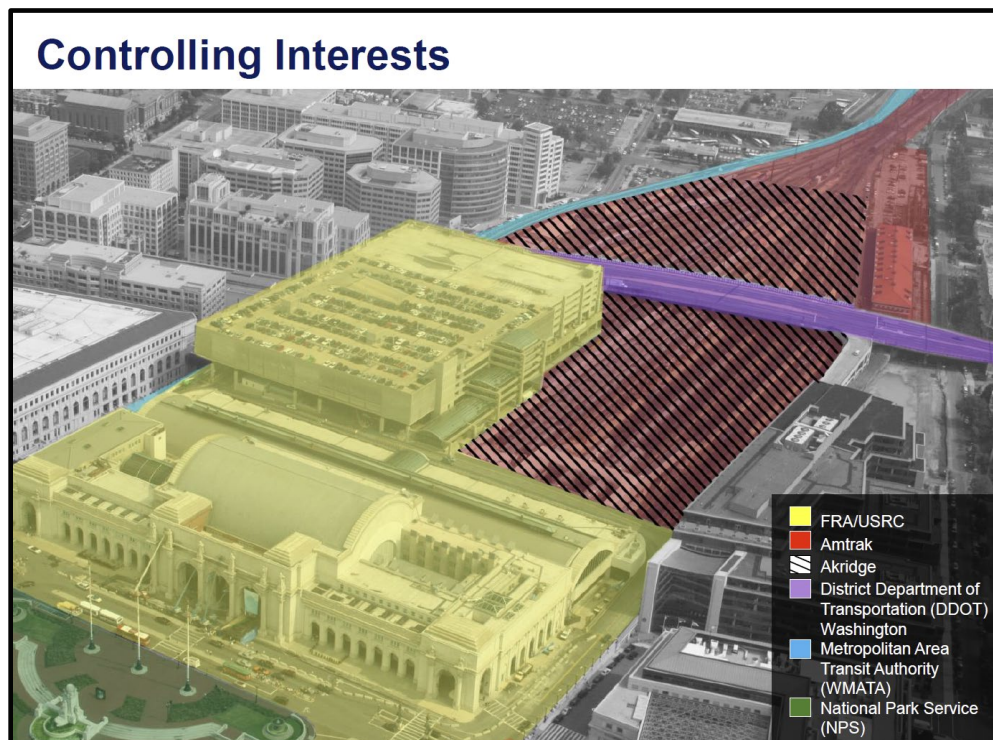 Controlling Interests
FRA/USRC
Amtrak
Akridge
District Department of
Transportation (DDOT)
Washington
Metropolitan Area
Transit Authority
(WMATA)
National Park Service
(NPS)